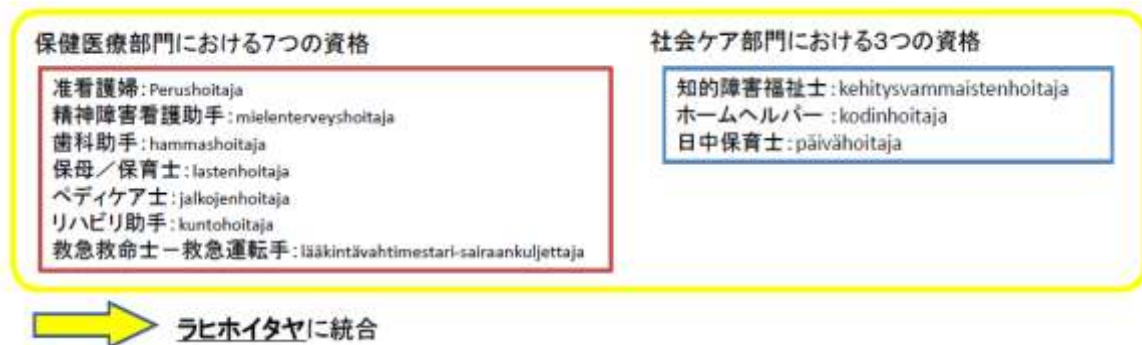 保健医療部門における7つの資格
准看護婦:Perushoitaja
精神障害看護助手:mielenterveyshoitaja
歯科助手:hammashoitaja
保母/保育士:lastenhoitaja
ペディケア士:jalkojenhoitaja
リハビリ助手:kuntohoitaja
救急救命士ー救急運転手:lääkintävahtimestari-sairaankuljettaja
社会ケア部門における3つの資格
知的障害福祉士:kehitysvammaistenhoitaja
ホームヘルパー:kodinhoitaja
日中保育士:päivähoitaja
ラヒホイタヤに統合